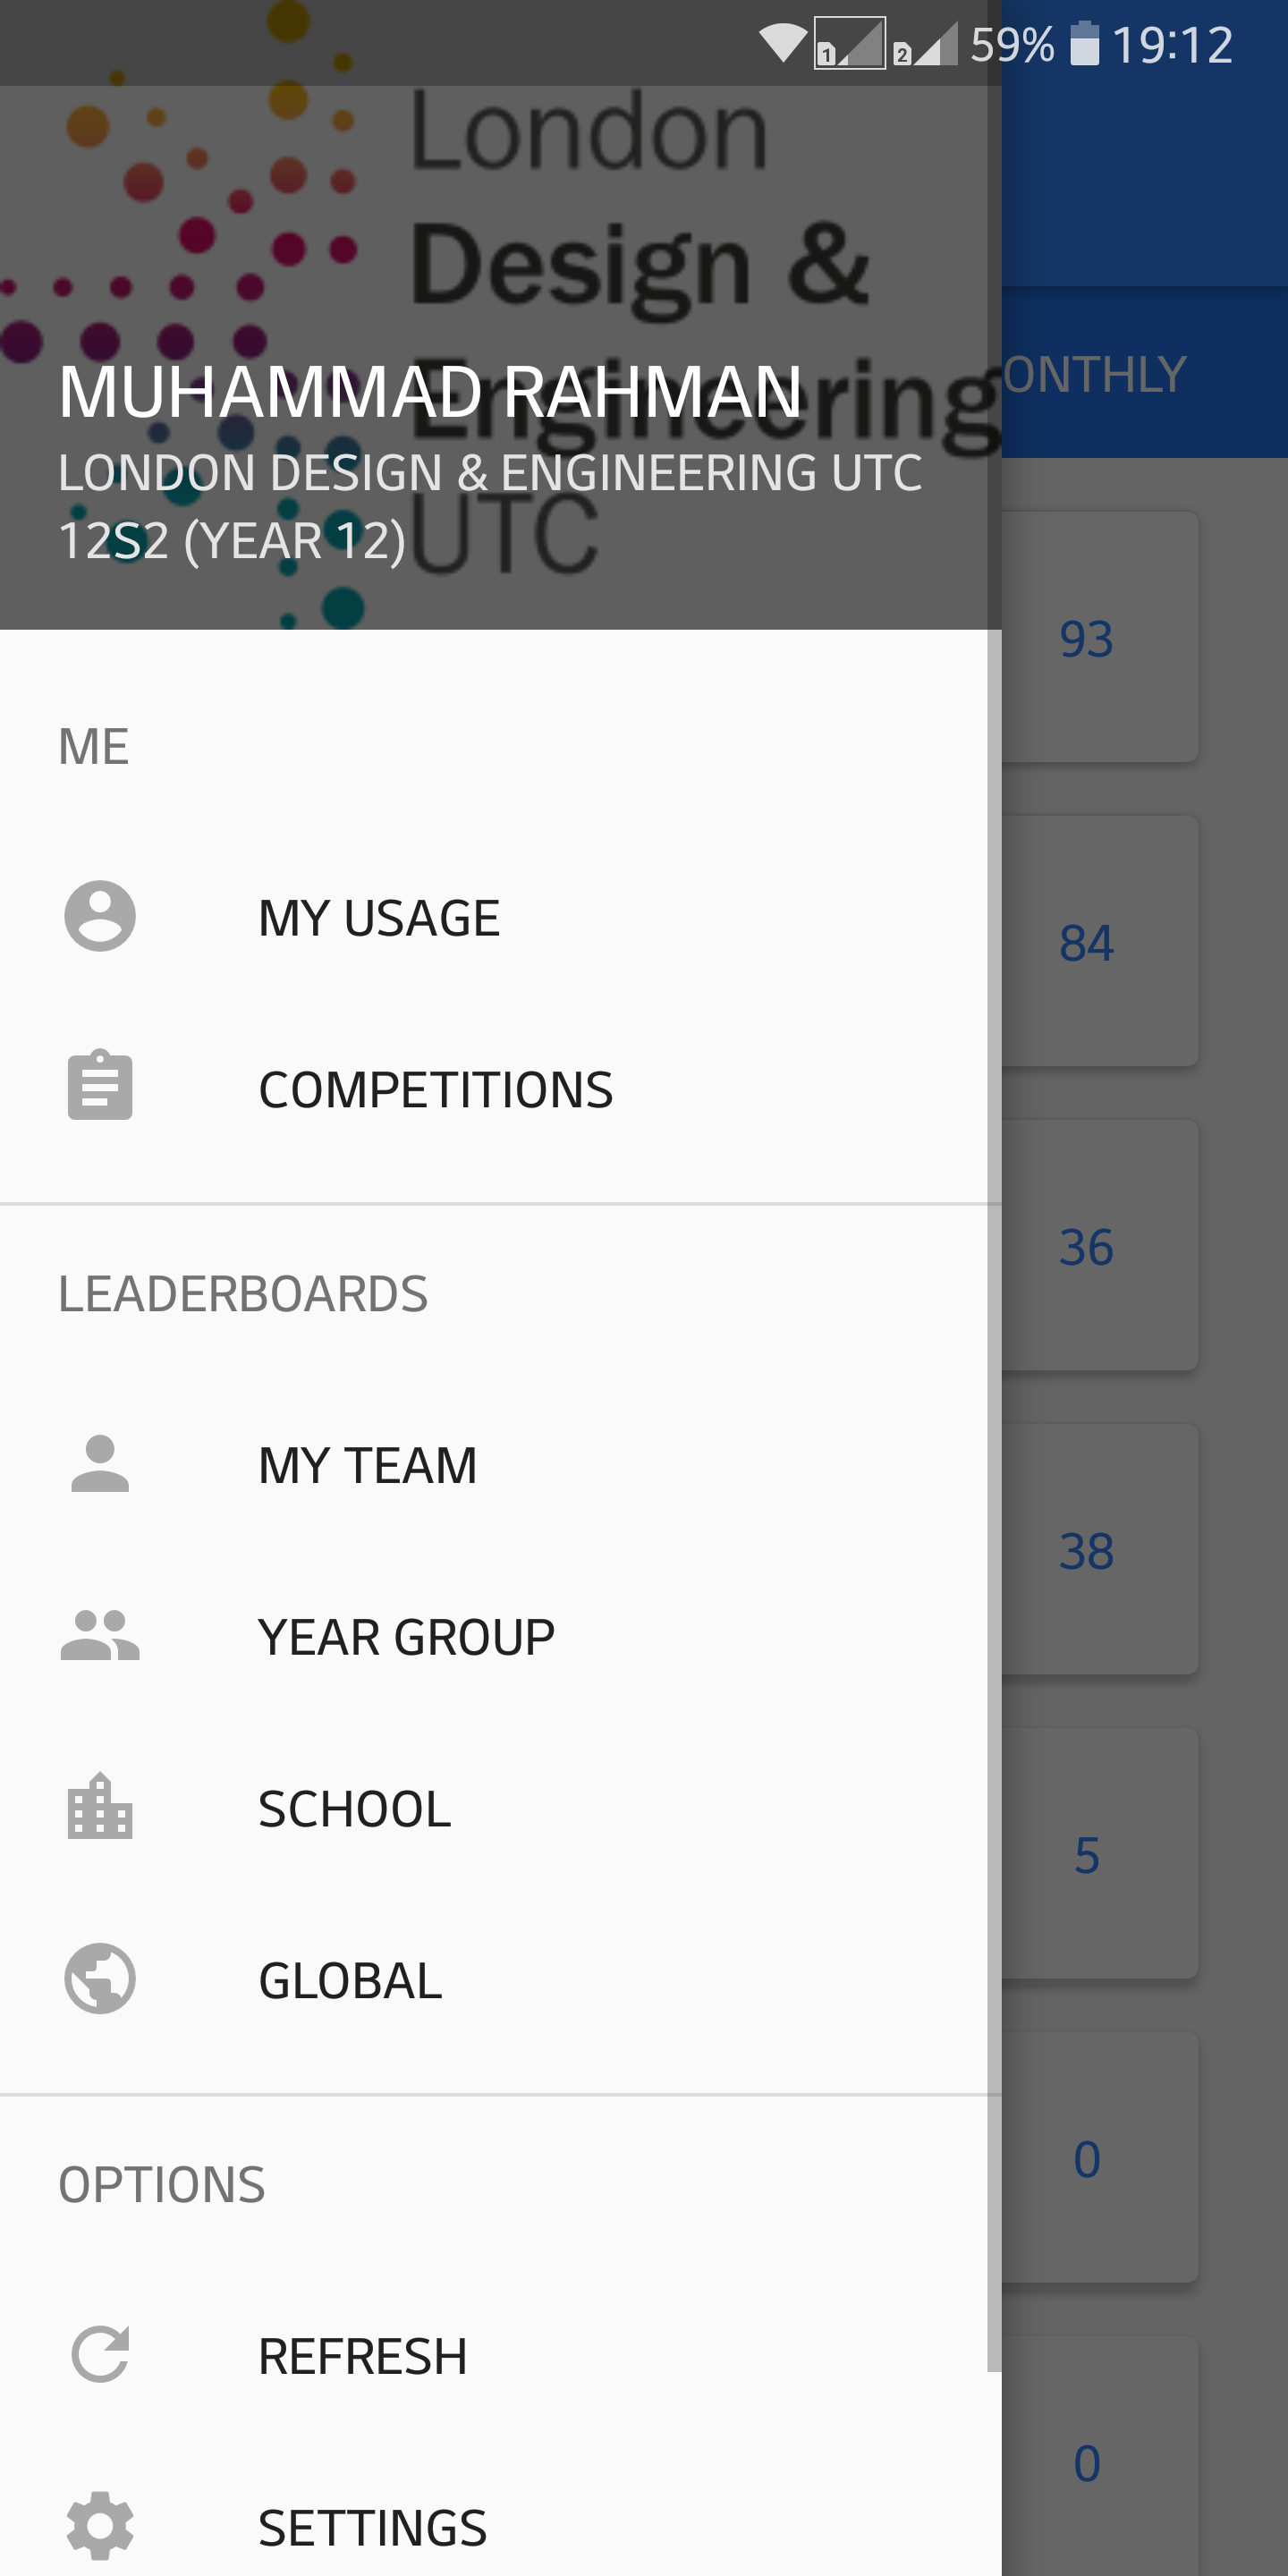 1 2 59% 19:12
London
Design &
Engineering
UTC
MUHAMMAD RAHMAN
LONDON DESIGN & ENGINEERING UTC
12S2 (YEAR 12)
ONTHLY
ME
MY USAGE
COMPETITIONS
LEADERBOARDS
MY TEAM
YEAR GROUP
SCHOOL
GLOBAL
OPTIONS
REFRESH
SETTINGS
93
84
36
38
5
0
0